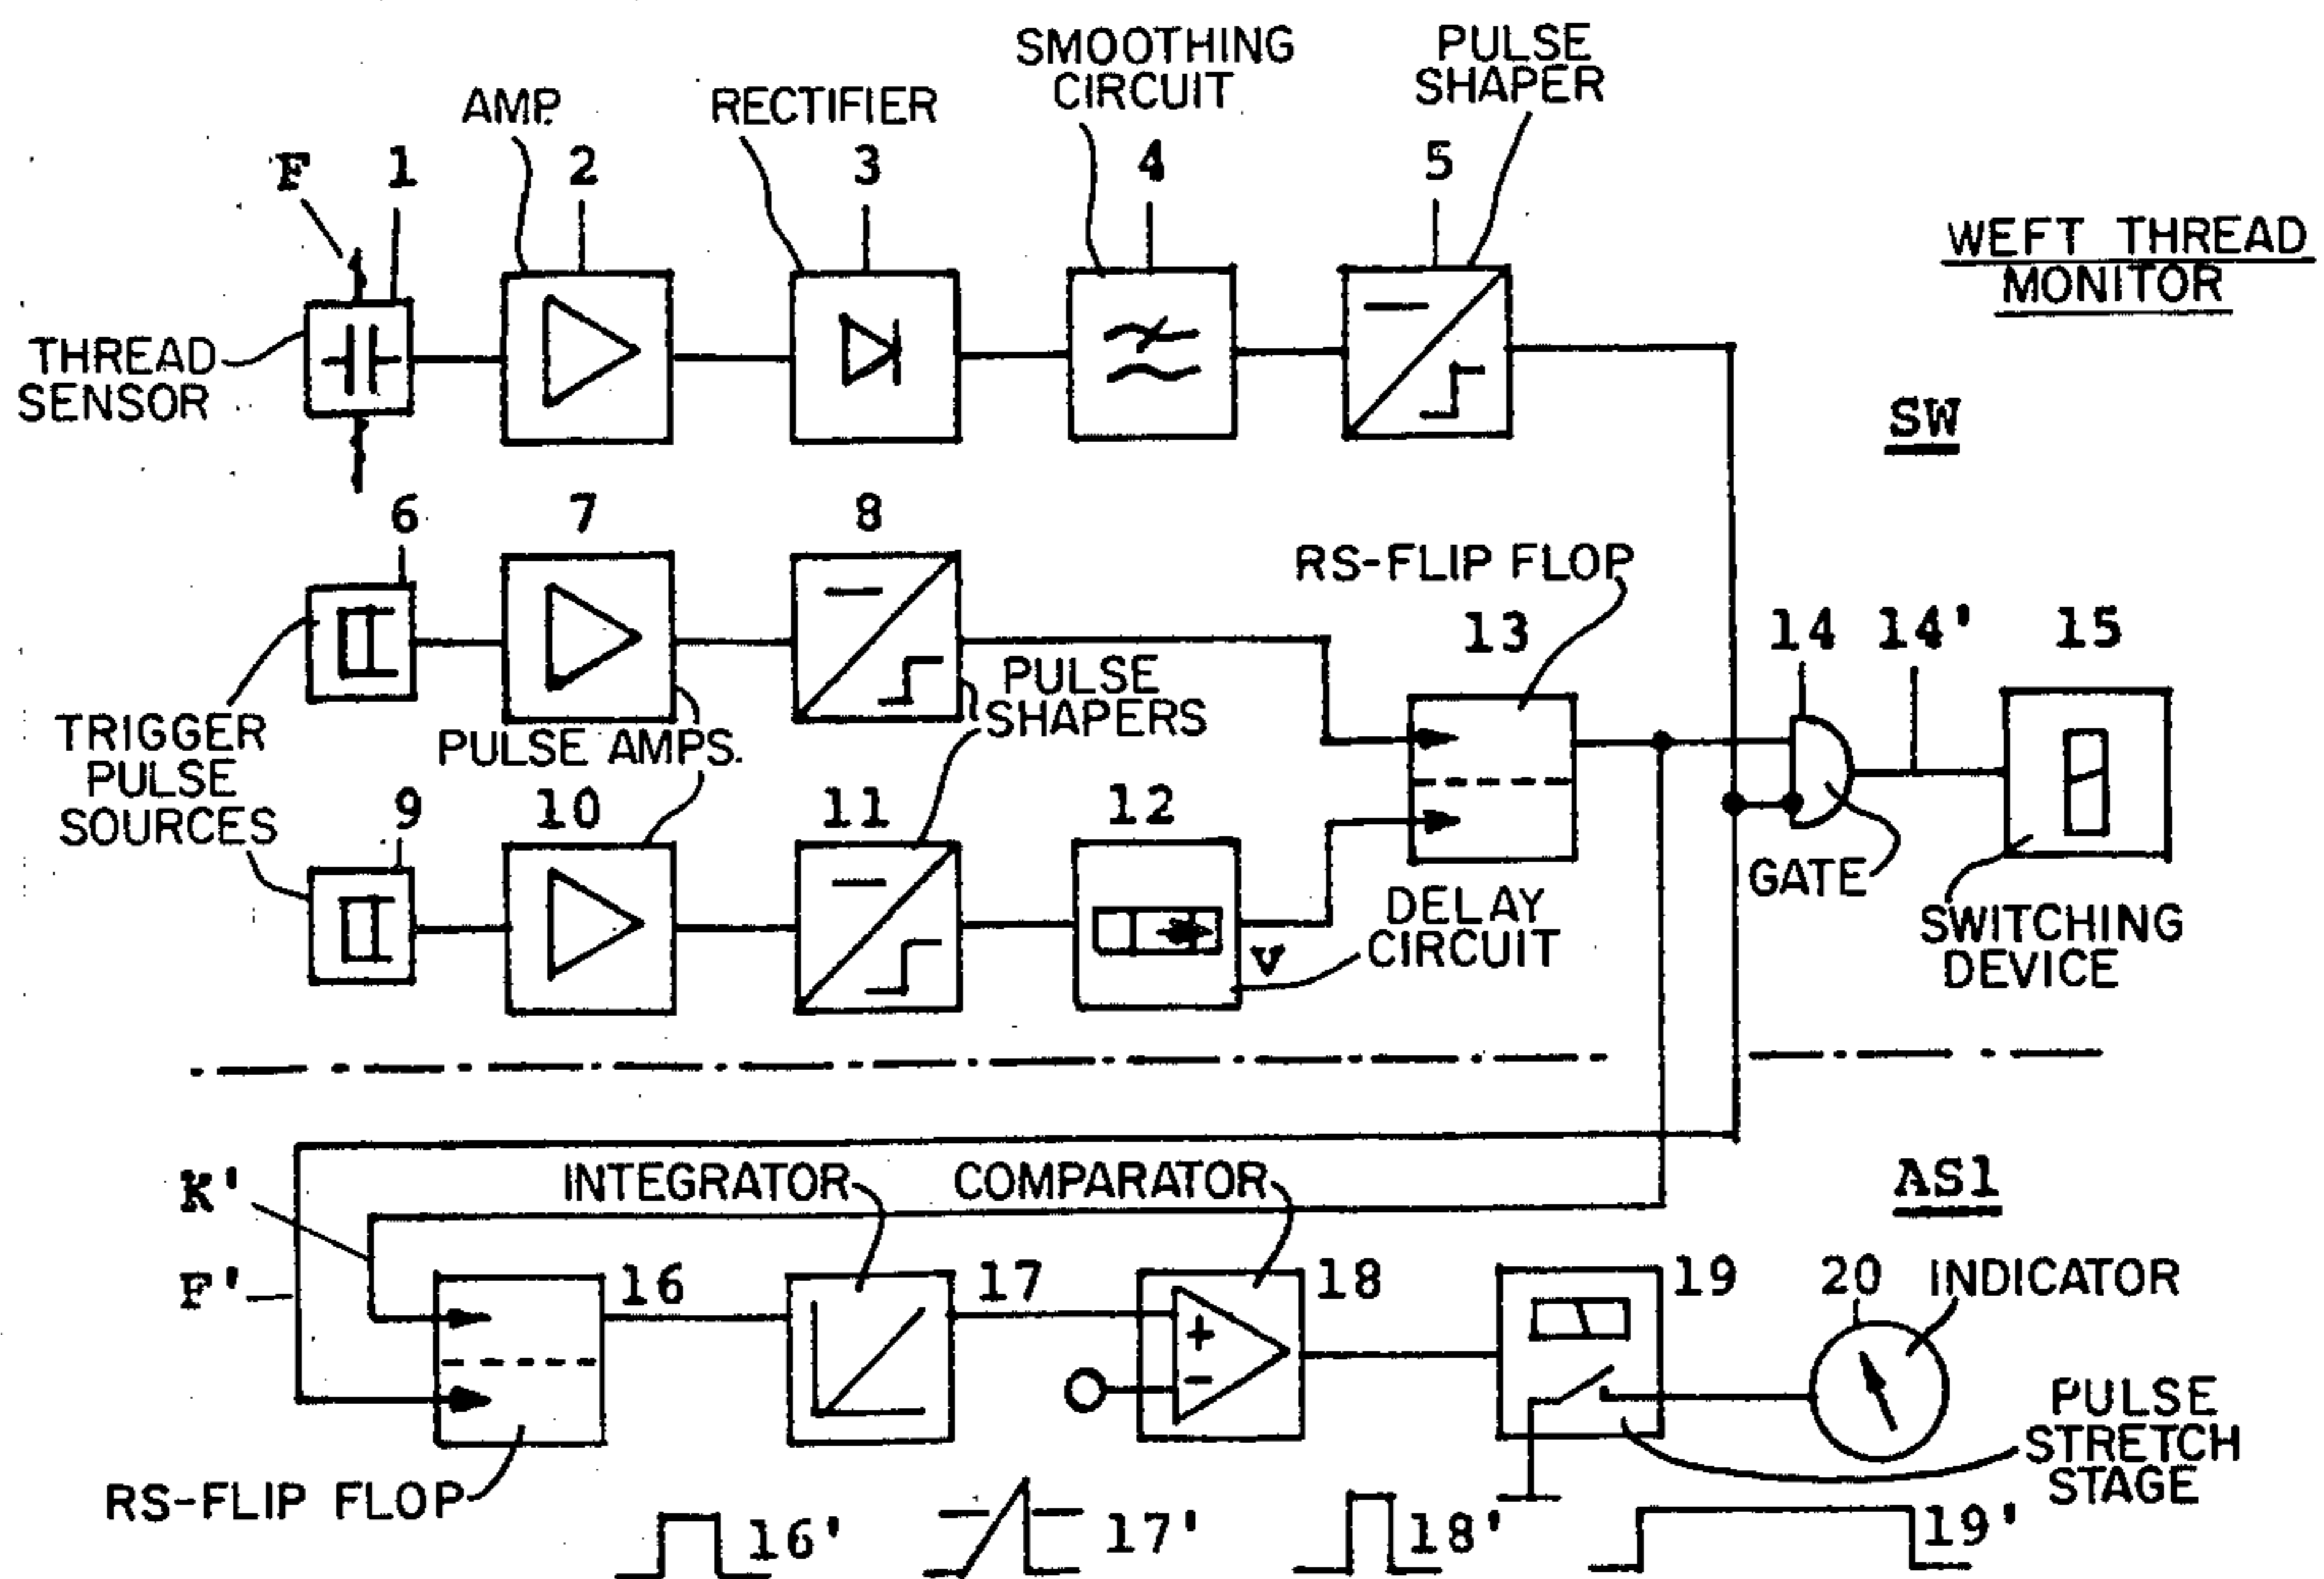 SMOOTHING
CIRCUIT
PULSE
SHAPER
AMP.
RECTIFIER
F
1
2
3
4
5
WEFT THREAD
MONITOR
THREAD
SENSOR
SW
6
7
8
RS-FLIP FLOP
13
14
14'
15
TRIGGER
PULSE
SOURCES
PULSE AMPS.
PULSE
SHAPERS
9
10
11
12
GATE
DELAY
CIRCUIT
V
SWITCHING
DEVICE
K'
INTEGRATOR
COMPARATOR
AS1
F'
16
17
18
19
20
INDICATOR
+
-
RS-FLIP FLOP
PULSE
STRETCH
STAGE
16'
17'
18'
19'